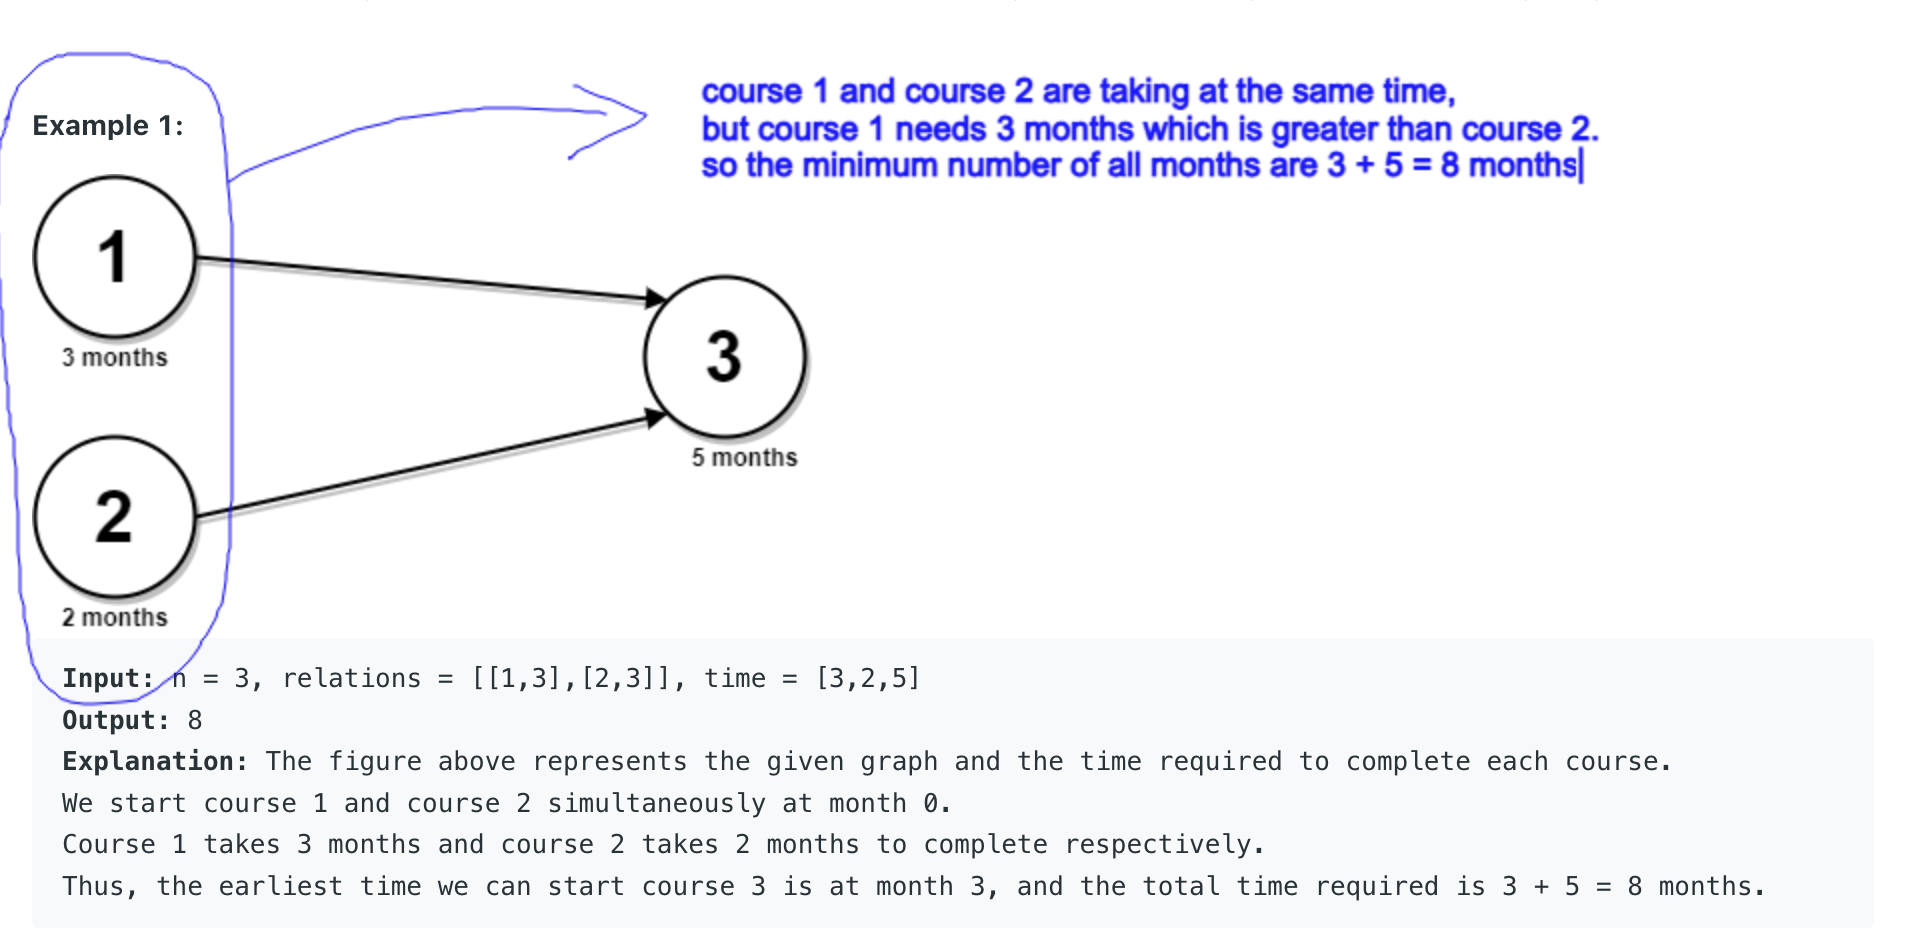 course 1 and course 2 are taking at the same time,
but course 1 needs 3 months which is greater than course 2.
so the minimum number of all months are 3 + 5 = 8 months
Example 1:
1
3 months
3
5 months
2
2 months
Input: n = 3, relations = [[1,3],[2,3]], time = [3,2,5]
Output: 8
Explanation: The figure above represents the given graph and the time required to complete each course.
We start course 1 and course 2 simultaneously at month 0.
Course 1 takes 3 months and course 2 takes 2 months to complete respectively.
Thus, the earliest time we can start course 3 is at month 3, and the total time required is 3 + 5 = 8 months.